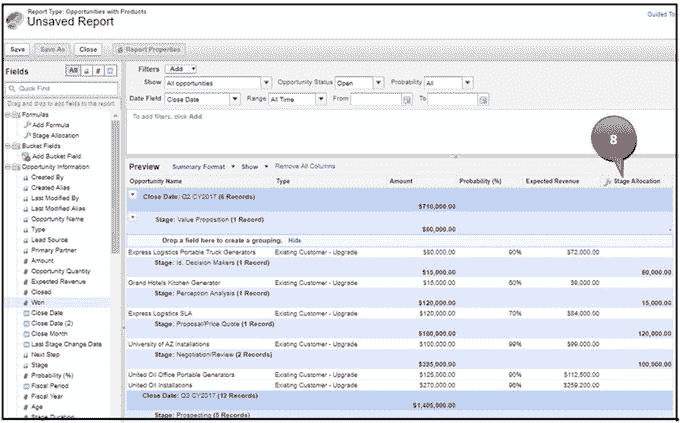 Report Type: Opportunities with Products
Guided To
Unsaved Report
Save Save As Close Report Properties
Fields All
Filters Add
Quick Find
Show All opportunities Opportunity Status Open Probability All
Drag and drop to add fields to the report.
Date Field Close Date Range All Time From To
Formulas
Add Formula
Stage Allocation
Bucket Fields
Add Bucket Field
Opportunity Information
Created By
Created Alias
Last Modified By
Last Modified Alias
Opportunity Name
Type
Lead Source
Primary Partner
Amount
Opportunity Quantity
Expected Revenue
Closed
Won
Close Date
Close Date (2)
Close Month
Last Stage Change Date
Next Step
Stage
Probability (%)
Fiscal Period
Fiscal Year
Age
Stage Duration
To add filters, click Add
8
Preview Summary Format Show Remove All Columns
Opportunity Name Type Amount Probability (%) Expected Revenue Stage Allocation
Close Date: Q2 CY2017 (6 Records)
$710,000.00
Stage: Value Proposition (1 Record)
$80,000.00 -
Drop a field here to create a grouping. Hide
Express Logistics Portable Truck Generators Existing Customer - Upgrade $80,000.00 90% $72,000.00
Stage: Id. Decision Makers (1 Record)
$15,000.00 80,000.00
Grand Hotels Kitchen Generator Existing Customer - Upgrade $15,000.00 60% $9,000.00
Stage: Perception Analysis (1 Record)
$120,000.00 15,000.00
Express Logistics SLA Existing Customer - Upgrade $120,000.00 70% $84,000.00
Stage: Proposal/Price Quote (1 Record)
$100,000.00 120,000.00
University of AZ Installations Existing Customer - Upgrade $100,000.00 99% $99,000.00
Stage: Negotiation/Review (2 Records)
$395,000.00 100,000.00
United Oil Office Portable Generators Existing Customer - Upgrade $125,000.00 90% $112,500.00
United Oil Installations Existing Customer - Upgrade $270,000.00 96% $259,200.00
Close Date: Q3 CY2017 (13 Records)
$1,405,000.00
Stage: Prospecting (5 Records)